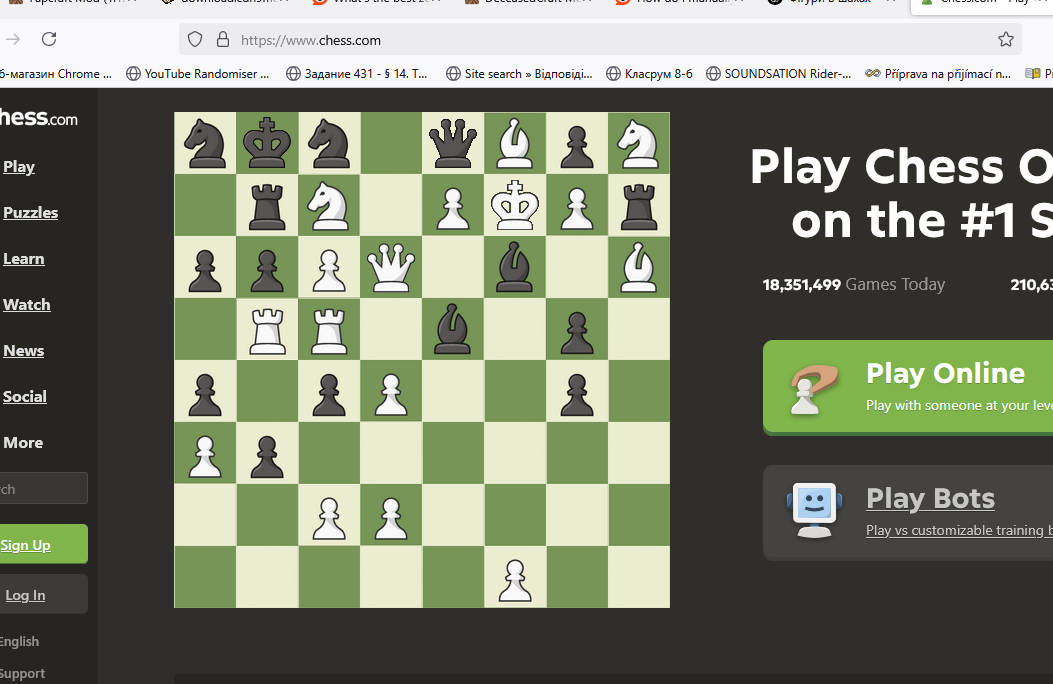 https://www.chess.com
б-магазин Chrome ... YouTube Randomiser ... Задание 431 - § 14. Т... Site search » Відповіді... Класрум 8-б SOUNDSATION Rider-... Příprava na přijímací n...
hess.com
Play
Puzzles
Learn
Watch
News
Social
More
rch
Sign Up
Log In
English
Support
Play Chess O
on the #1 S
18,351,499 Games Today 210,63
Play Online
Play with someone at your leve
Play Bots
Play vs customizable training b